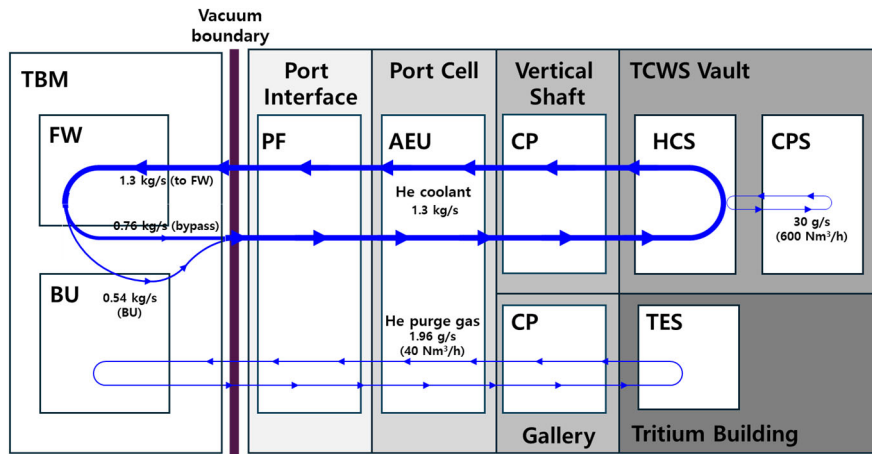 Vacuum
boundary
TBM
Port
Interface
Port Cell
Vertical
Shaft
TCWS Vault
FW
PF
AEU
CP
HCS
CPS
1.3 kg/s (to FW)
He coolant
1.3 kg/s
0.76 kg/s (bypass)
30 g/s
(600 Nm³/h)
BU
0.54 kg/s
(BU)
He purge gas
1.96 g/s
(40 Nm³/h)
CP
TES
Gallery
Tritium Building